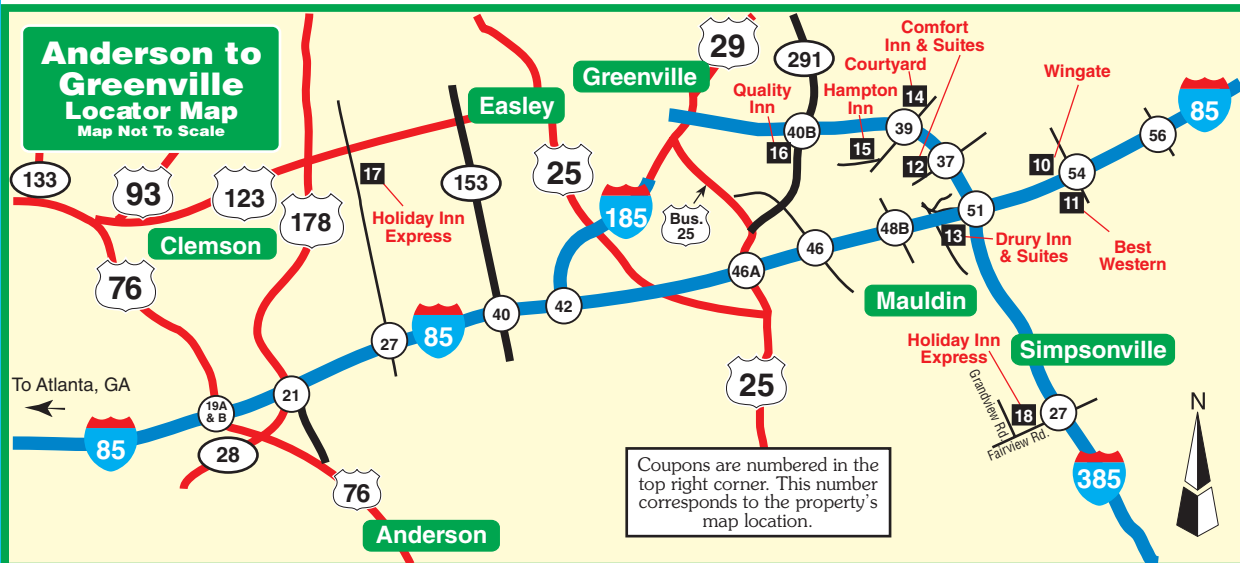 Anderson to
Greenville
Locator Map
Map Not To Scale
133
93
123
178
Clemson
76
17
Holiday Inn
Express
153
Easley
25
Greenville
29
185
Bus.
25
291
Quality
Inn
16
40B
Hampton
Inn
15
Courtyard
14
Comfort
Inn & Suites
39
12
37
Wingate
10
54
11
Best
Western
56
85
51
13
Drury Inn
& Suites
48B
46
46A
42
40
85
27
21
19A
& B
To Atlanta, GA
85
28
76
Anderson
25
Mauldin
Simpsonville
Holiday Inn
Express
18
27
Grandview Rd.
Fairview Rd.
385
N
Coupons are numbered in the
top right corner. This number
corresponds to the property's
map location.